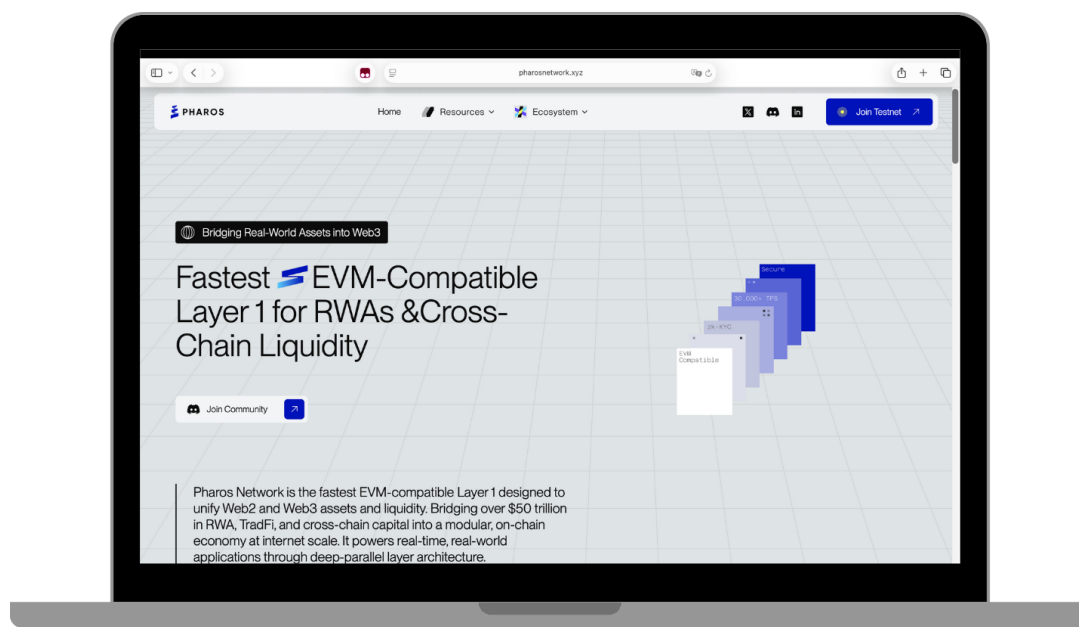 pharosnetwork.xyz
PHAROS
Home
Resources
Ecosystem
Join Testnet
Bridging Real-World Assets into Web3
Fastest EVM-Compatible
Layer 1 for RWAs &Cross-
Chain Liquidity
Secure
30,000+ TPS
ZK-KYC
EVM
Compatible
Join Community
Pharos Network is the fastest EVM-compatible Layer 1 designed to
unify Web2 and Web3 assets and liquidity. Bridging over $50 trillion
in RWA, TradFi, and cross-chain capital into a modular, on-chain
economy at internet scale. It powers real-time, real-world
applications through deep-parallel layer architecture.